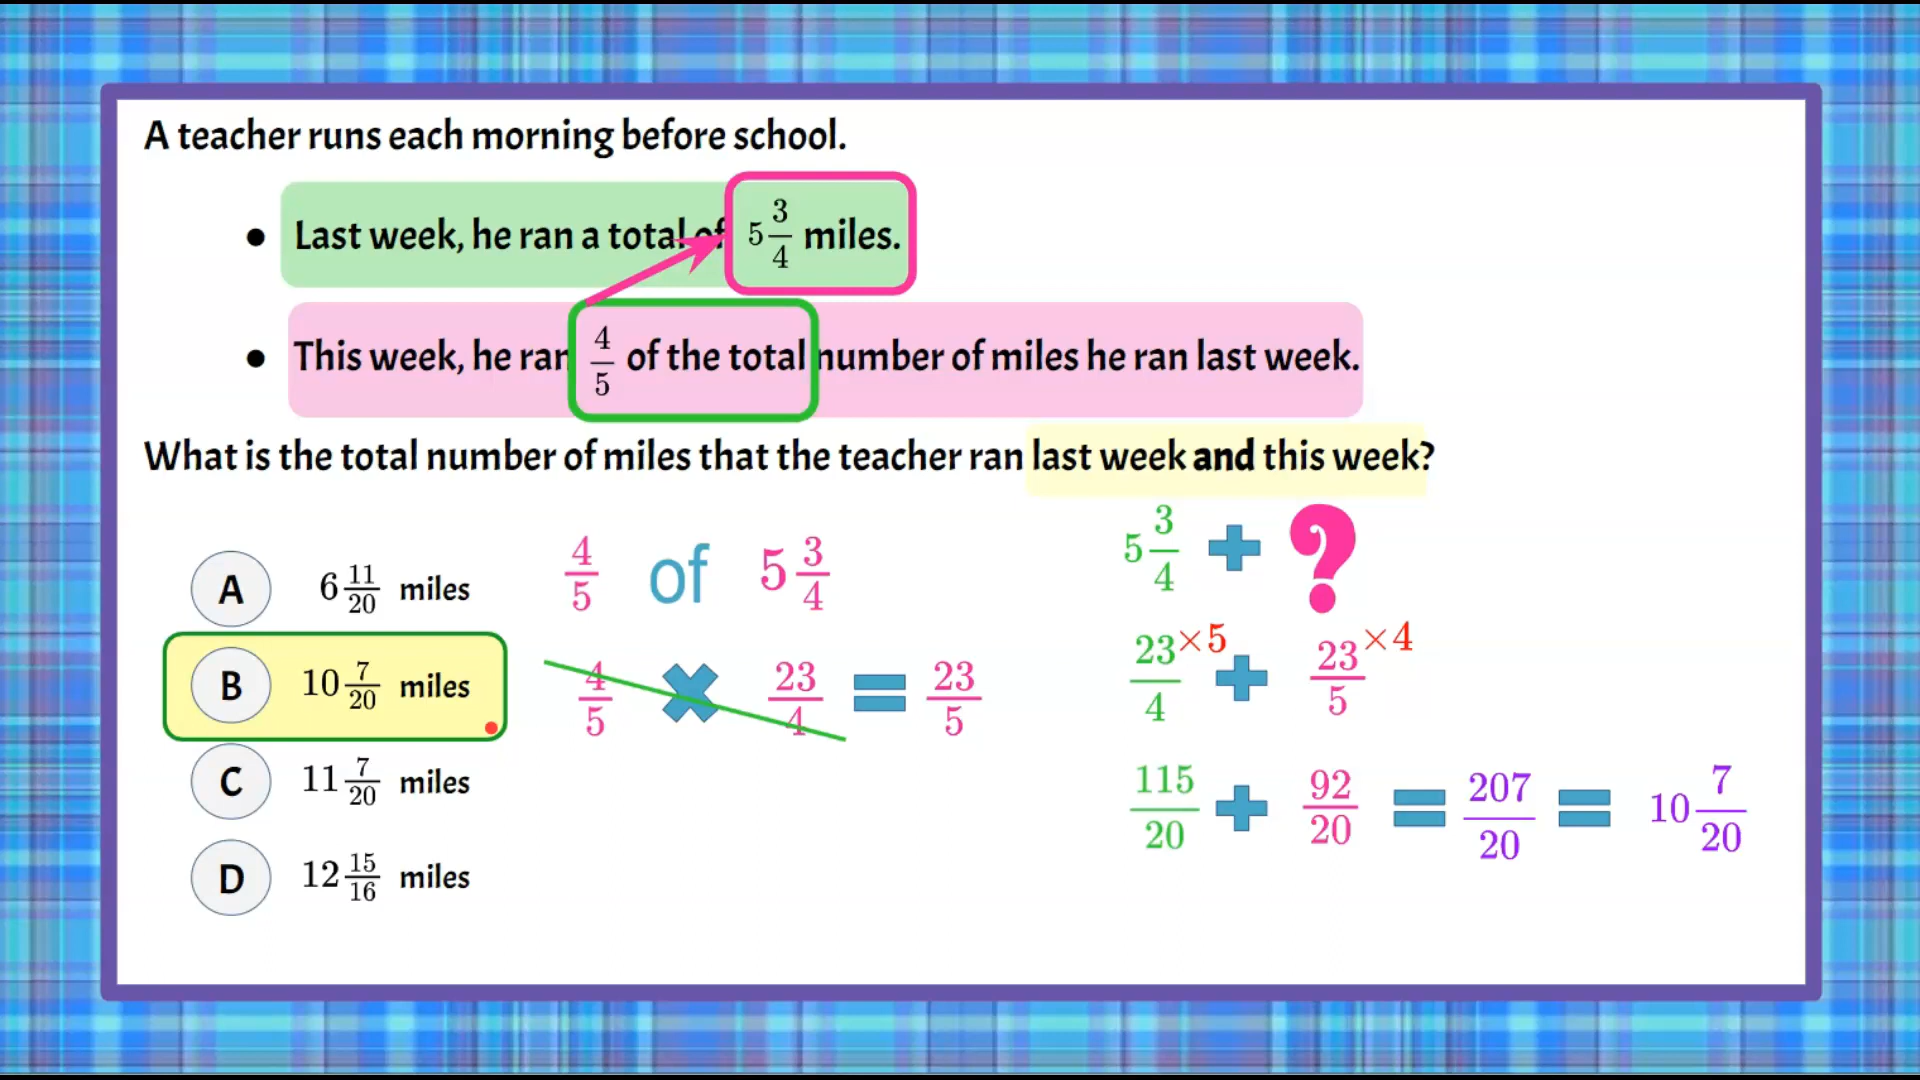 A teacher runs each morning before school.
● Last week, he ran a total of 5 3/4 miles.
● This week, he ran 4/5 of the total number of miles he ran last week.
What is the total number of miles that the teacher ran last week and this week?
A 6 11/20 miles
B 10 7/20 miles
C 11 7/20 miles
D 12 15/16 miles
4/5 of 5 3/4
4/5 × 23/4 = 23/5
5 3/4 + ?
23/4 ×5 + 23/5 ×4
115/20 + 92/20 = 207/20 = 10 7/20